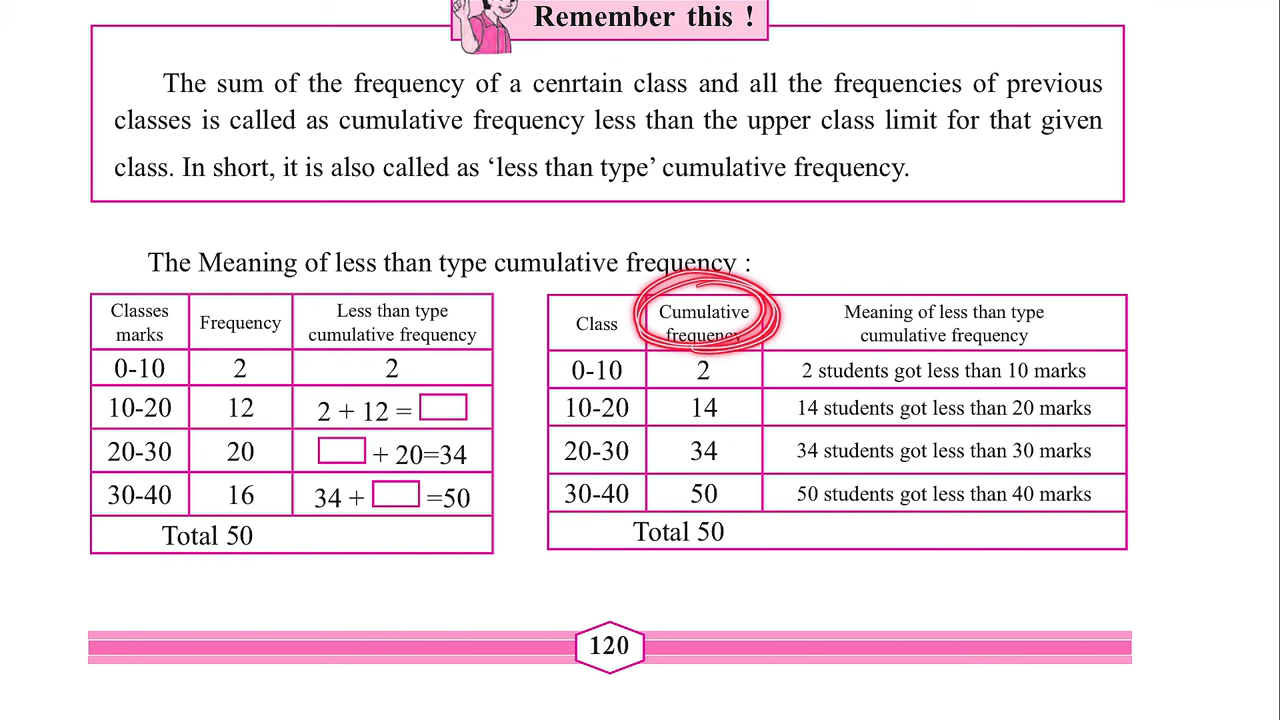 Remember this !
The sum of the frequency of a cenrtain class and all the frequencies of previous
classes is called as cumulative frequency less than the upper class limit for that given
class. In short, it is also called as ‘less than type’ cumulative frequency.
The Meaning of less than type cumulative frequency :
Classes marks Frequency Less than type cumulative frequency
0-10 2 2
10-20 12 2 + 12 =
20-30 20 + 20=34
30-40 16 34 + =50
Total 50
Class Cumulative frequency Meaning of less than type cumulative frequency
0-10 2 2 students got less than 10 marks
10-20 14 14 students got less than 20 marks
20-30 34 34 students got less than 30 marks
30-40 50 50 students got less than 40 marks
Total 50
120